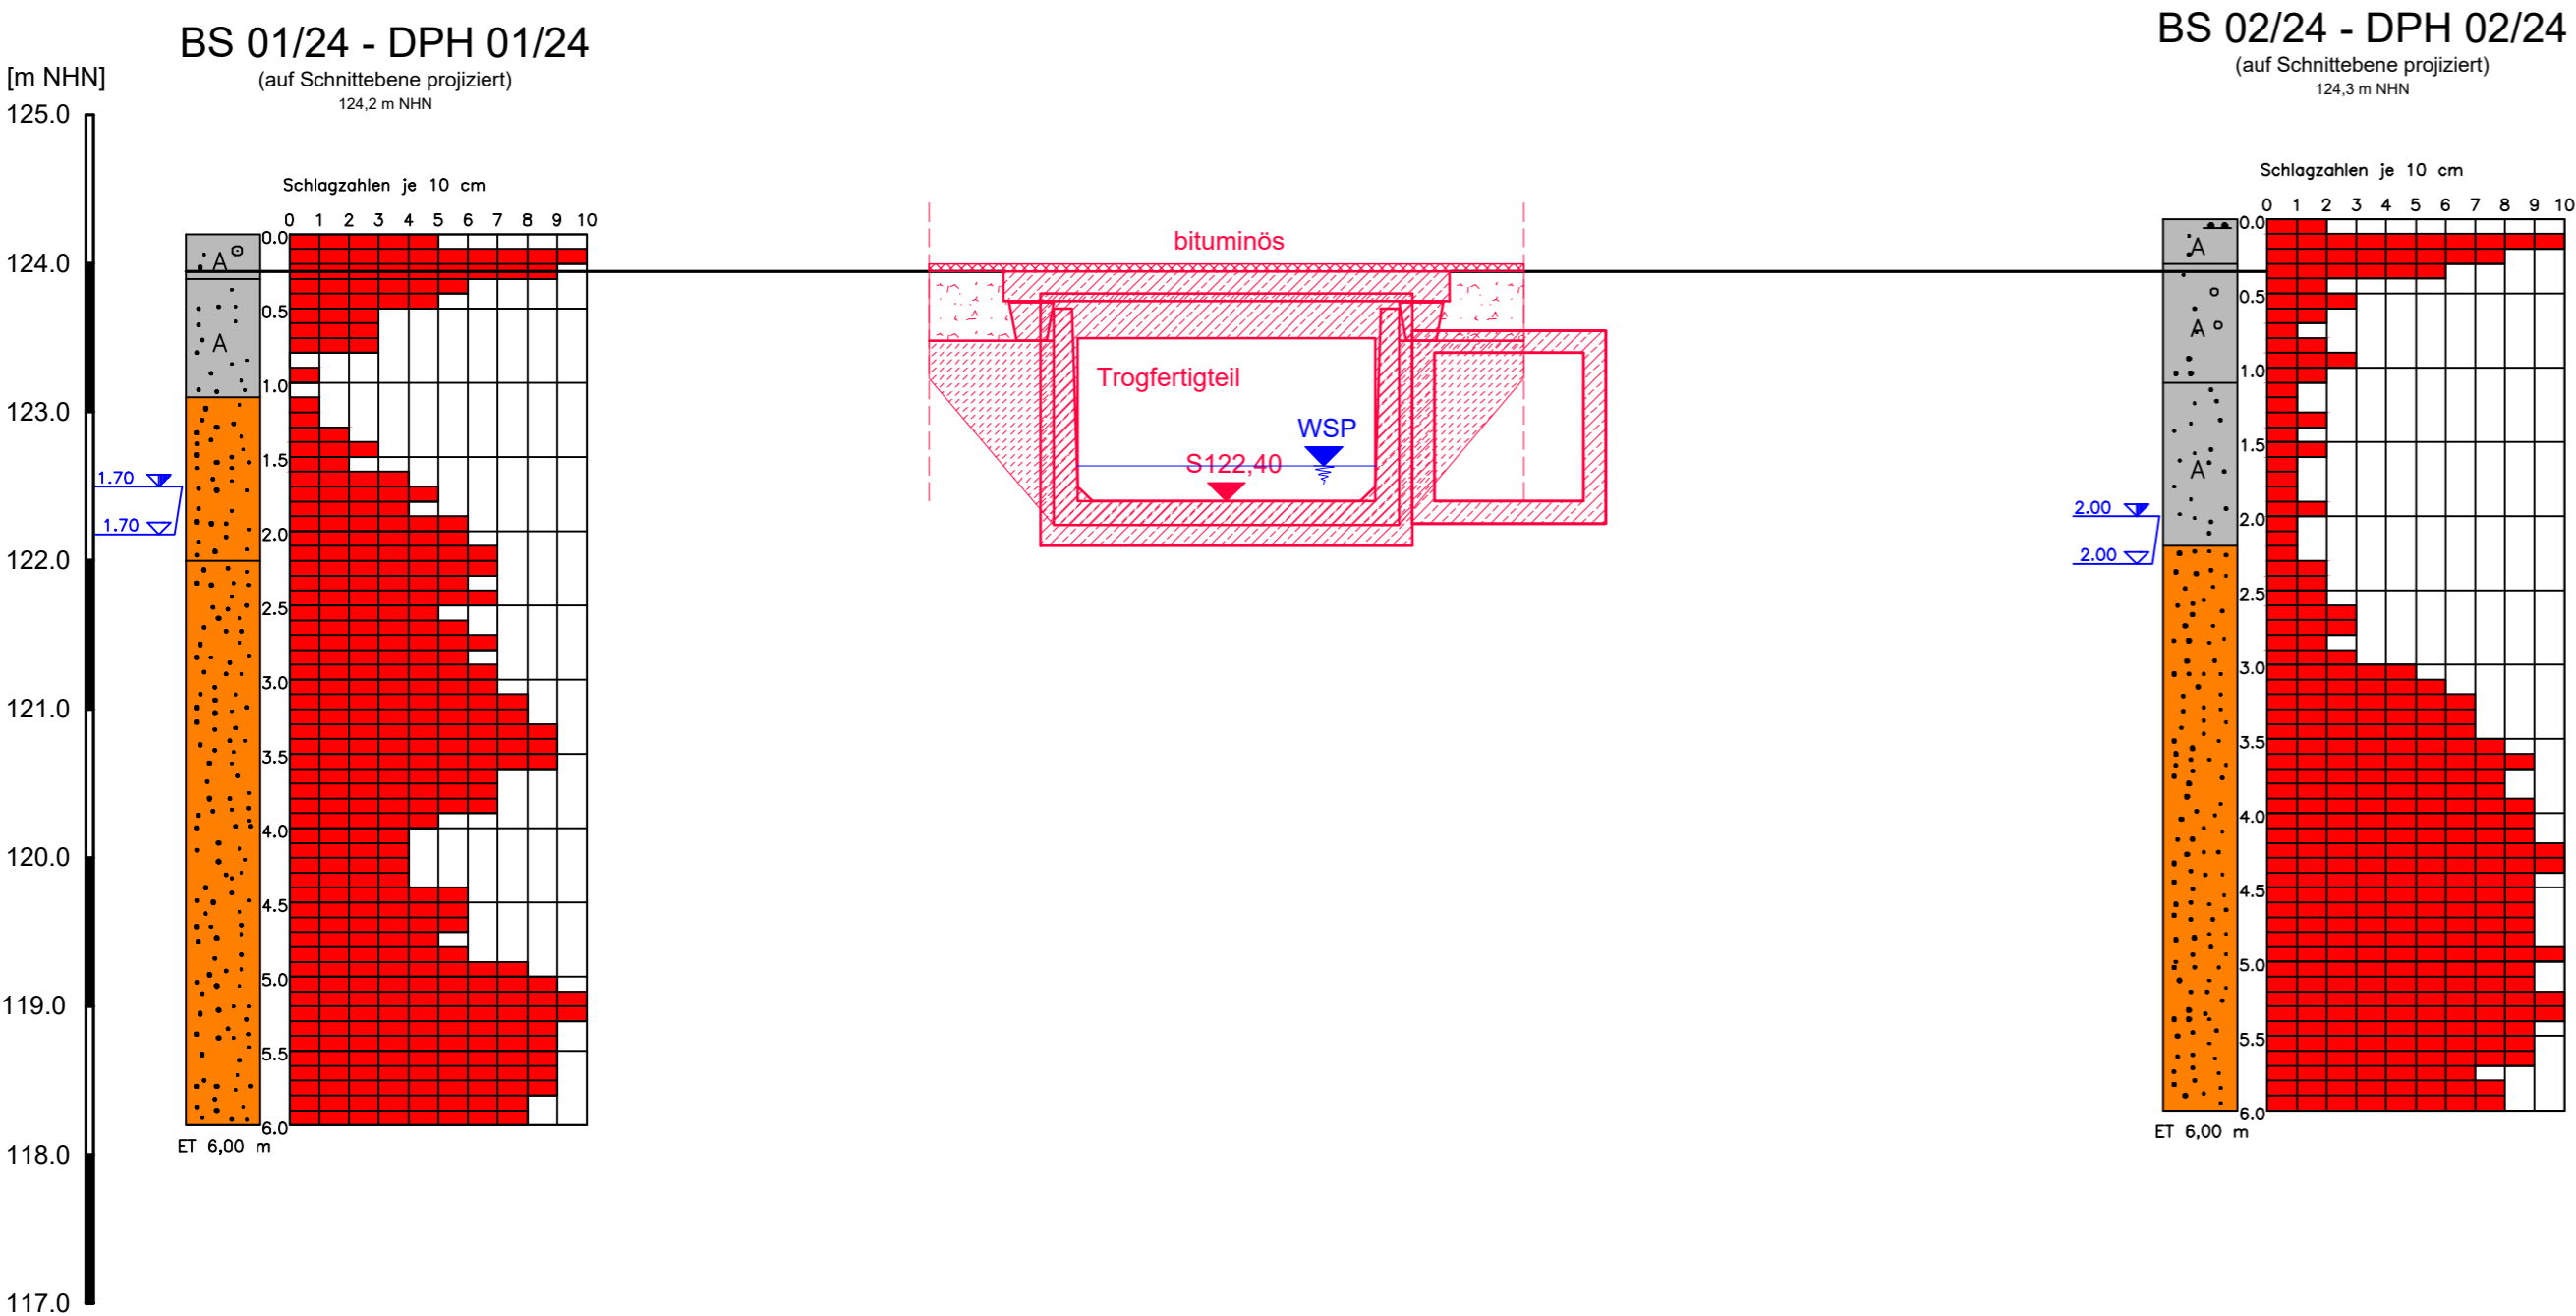 BS 01/24 - DPH 01/24
(auf Schnittebene projiziert)
124,2 m NHN
BS 02/24 - DPH 02/24
(auf Schnittebene projiziert)
124,3 m NHN
[m NHN]
125.0
124.0
123.0
122.0
121.0
120.0
119.0
118.0
117.0
Schlagzahlen je 10 cm
0 1 2 3 4 5 6 7 8 9 10
0.0
0.5
1.0
1.5
2.0
2.5
3.0
3.5
4.0
4.5
5.0
5.5
6.0
A
A
1.70
1.70
ET 6,00 m
bituminös
Trogfertigteil
WSP
S122,40
Schlagzahlen je 10 cm
0 1 2 3 4 5 6 7 8 9 10
0.0
0.5
1.0
1.5
2.0
2.5
3.0
3.5
4.0
4.5
5.0
5.5
6.0
A
A
A
2.00
2.00
ET 6,00 m